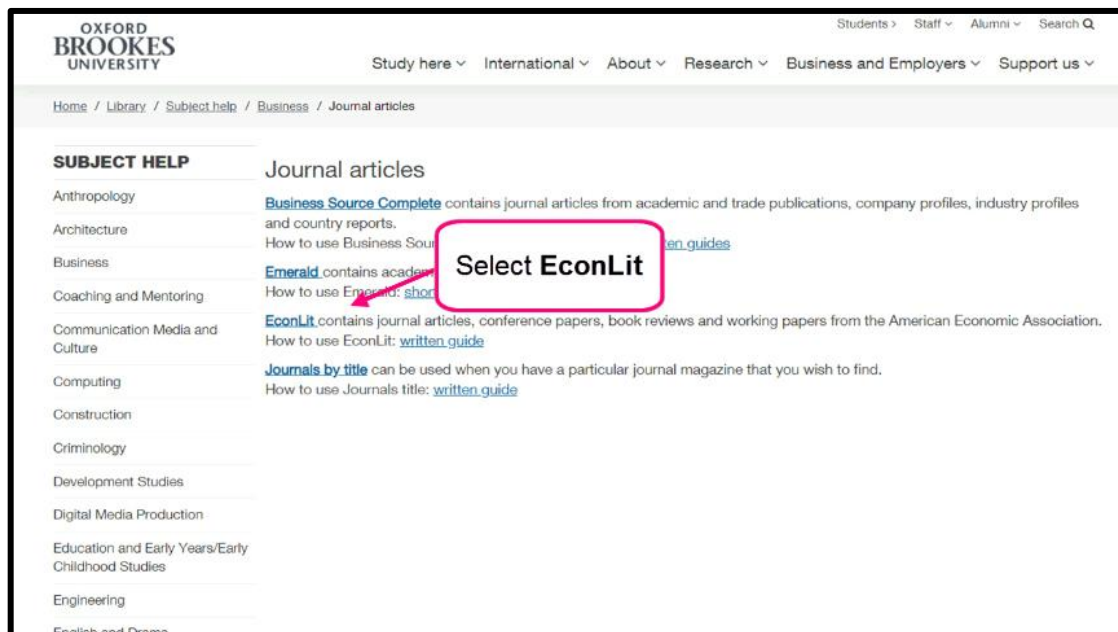 OXFORD
BROOKES
UNIVERSITY
Students Staff Alumni Search
Study here International About Research Business and Employers Support us
Home / Library / Subject help / Business / Journal articles
SUBJECT HELP
Anthropology
Architecture
Business
Coaching and Mentoring
Communication Media and
Culture
Computing
Construction
Criminology
Development Studies
Digital Media Production
Education and Early Years/Early
Childhood Studies
Engineering
Journal articles
Business Source Complete contains journal articles from academic and trade publications, company profiles, industry profiles
and country reports.
How to use Business guides
Emerald contains
How to use Emerald:
Select EconLit
EconLit contains journal articles, conference papers, book reviews and working papers from the American Economic Association.
How to use EconLit: written guide
Journals by title can be used when you have a particular journal magazine that you wish to find.
How to use Journals title: written guide